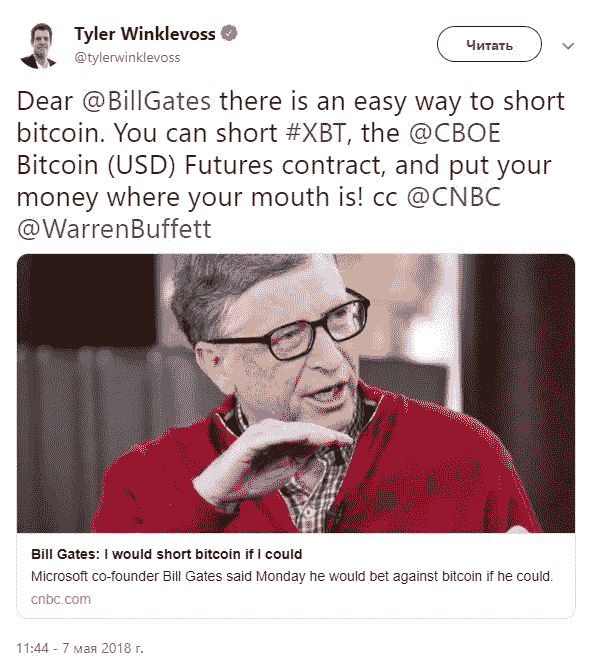 Tyler Winklevoss
@tylerwinklevoss
Читать
Dear @BillGates there is an easy way to short
bitcoin. You can short #XBT, the @CBOE
Bitcoin (USD) Futures contract, and put your
money where your mouth is! cc @CNBC
@WarrenBuffett
Bill Gates: I would short bitcoin if I could
Microsoft co-founder Bill Gates said Monday he would bet against bitcoin if he could.
cnbc.com
11:44 - 7 мая 2018 г.